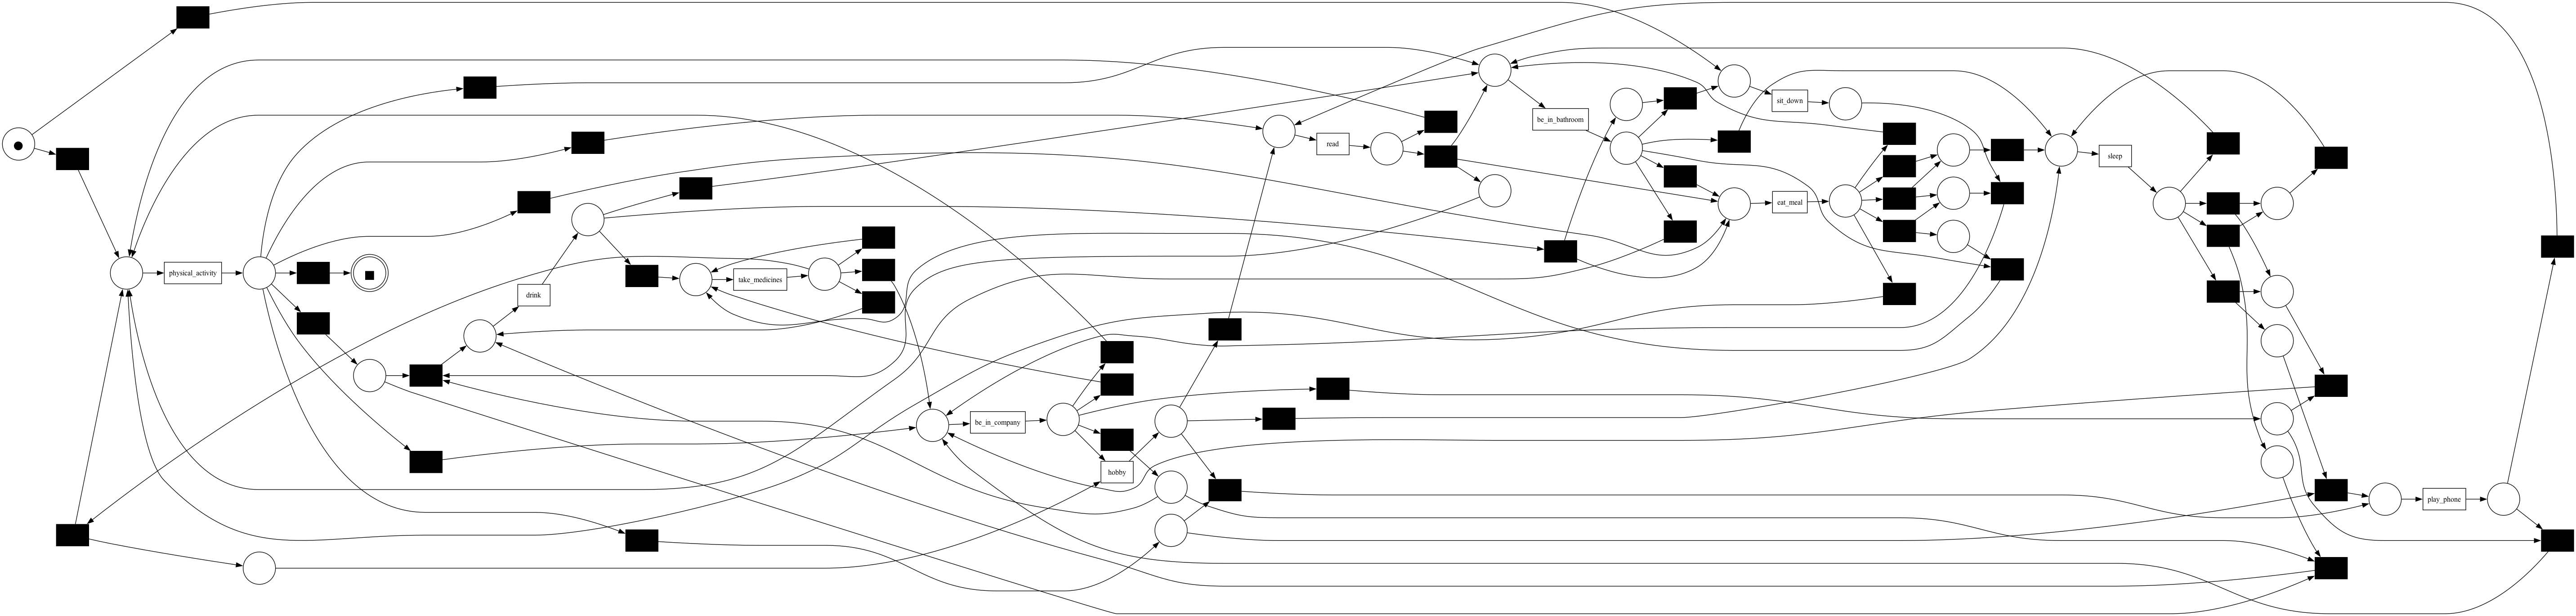 sit_down
be_in_bathroom
read
sleep
eat_meal
physical_activity
take_medicines
drink
be_in_company
hobby
play_phone